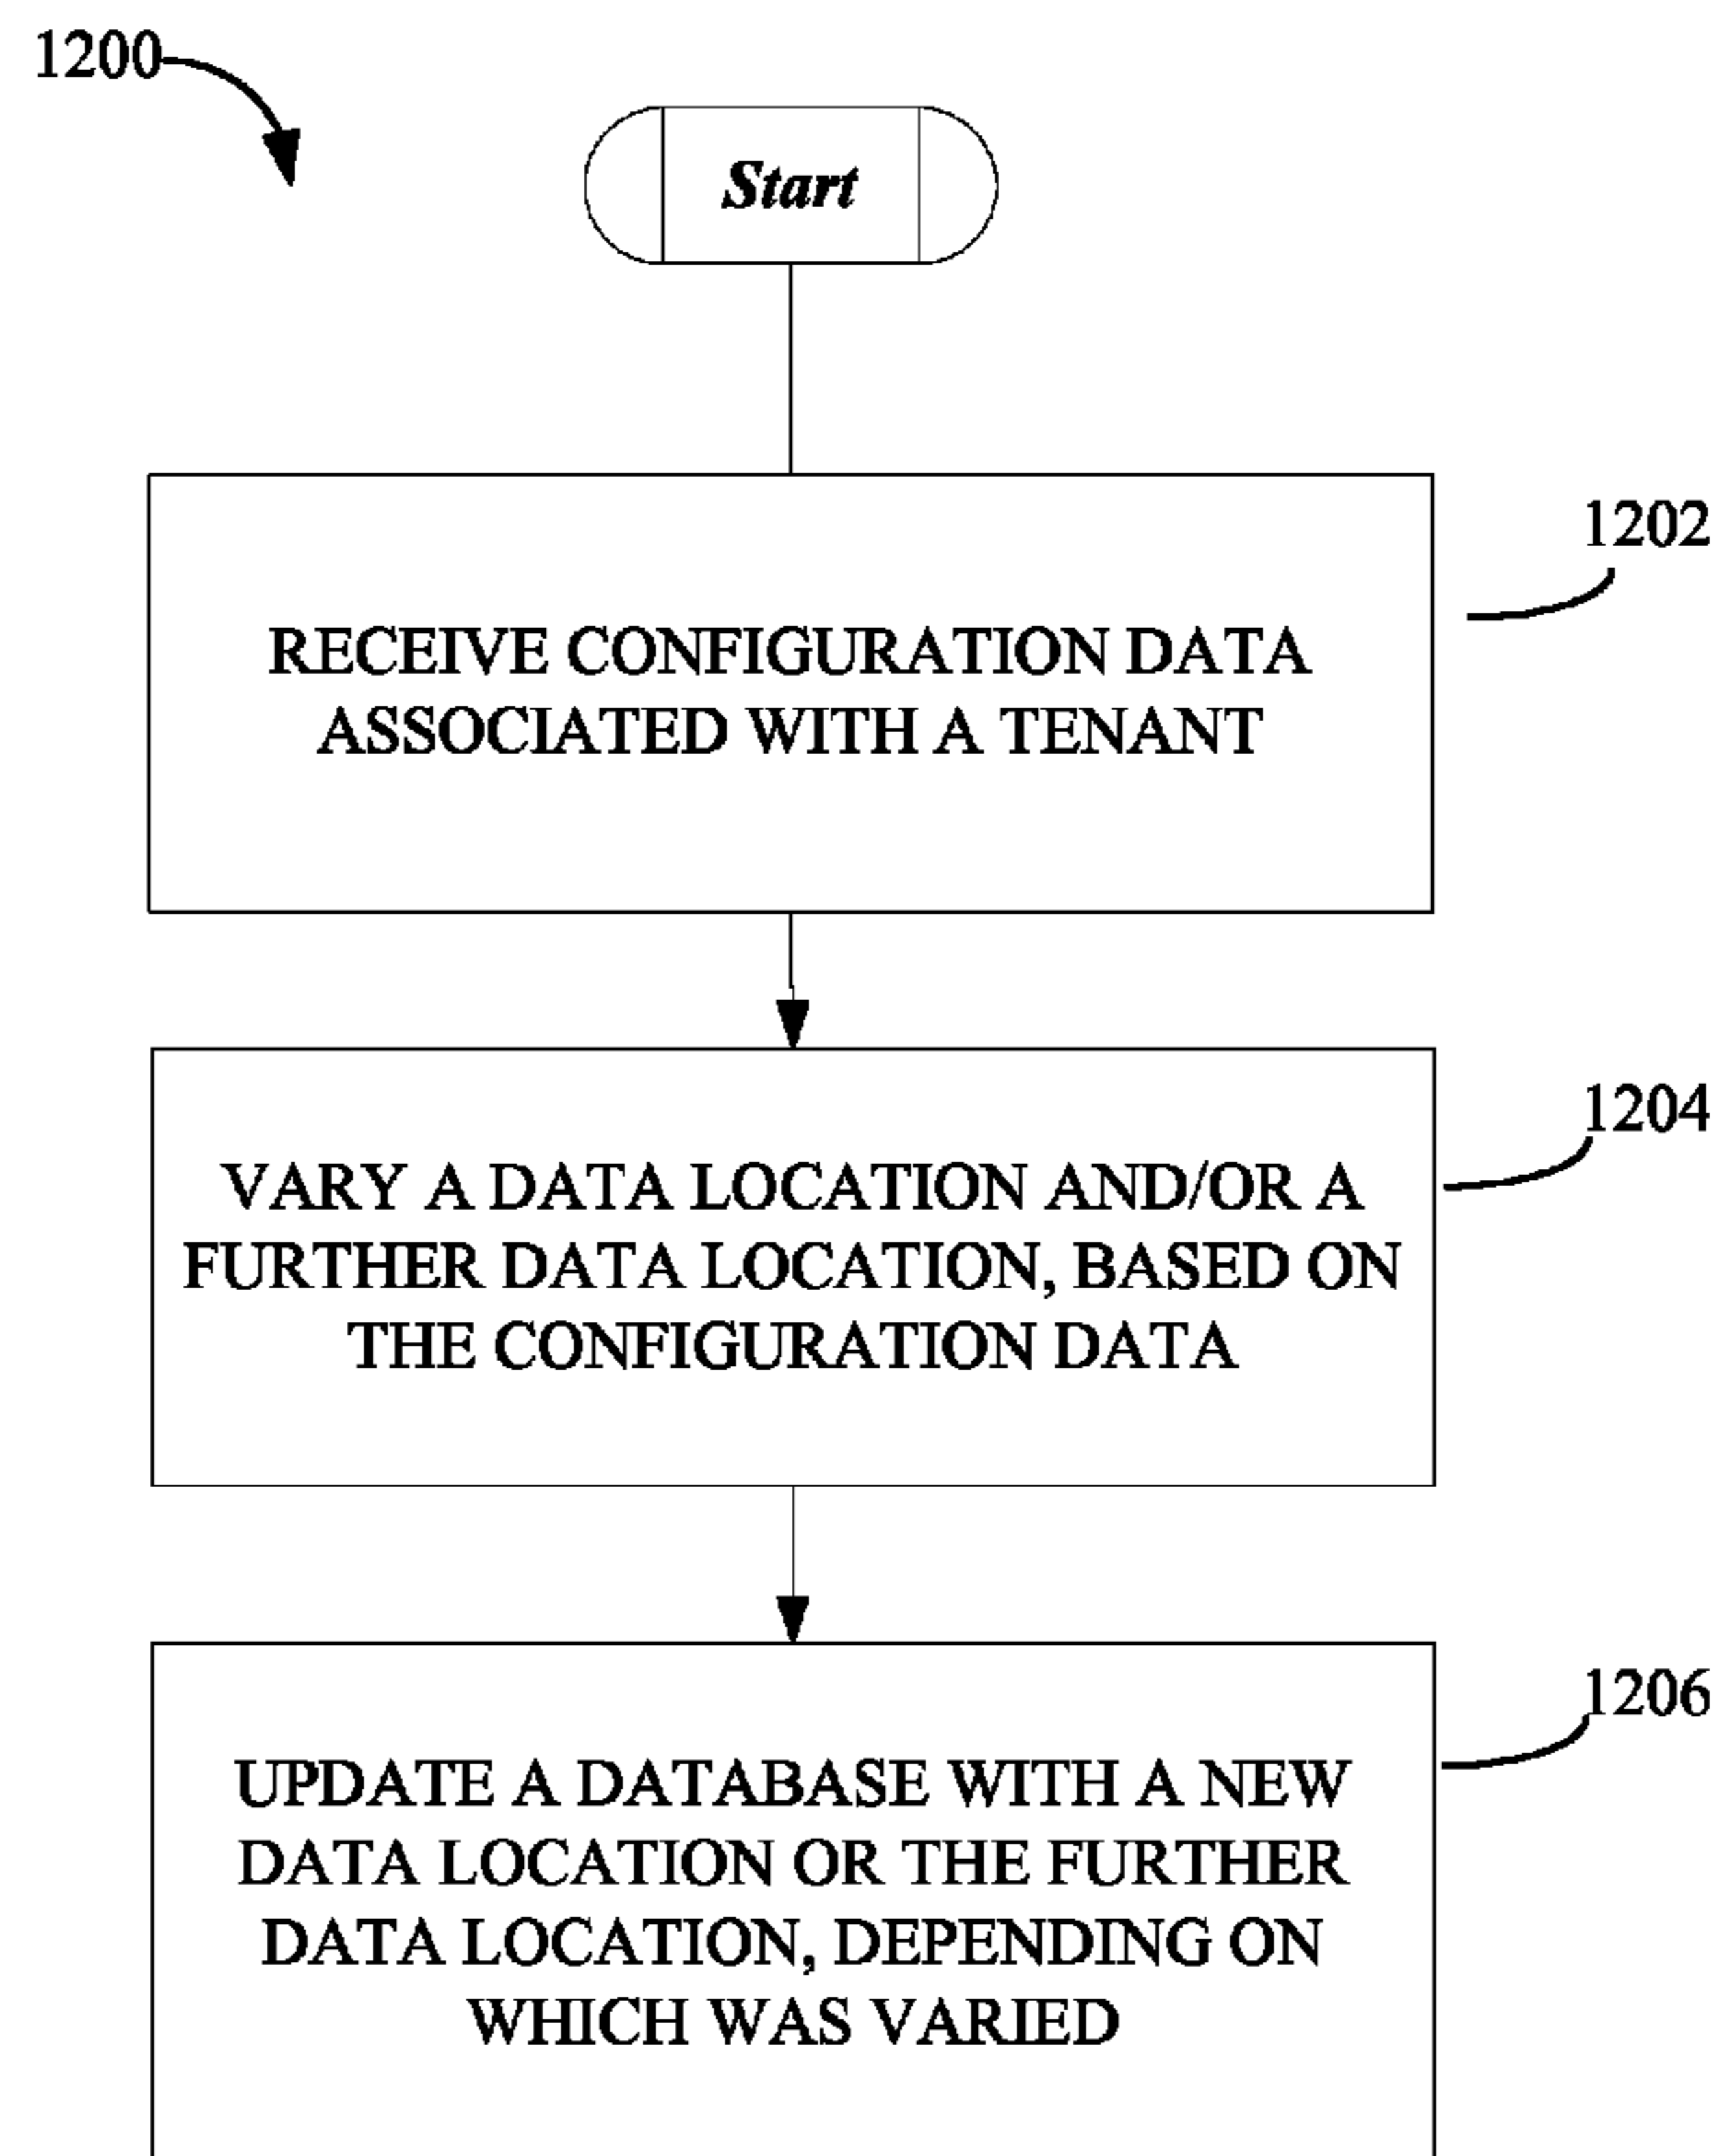 1200
Start
1202
RECEIVE CONFIGURATION DATA
ASSOCIATED WITH A TENANT
1204
VARY A DATA LOCATION AND/OR A
FURTHER DATA LOCATION, BASED ON
THE CONFIGURATION DATA
1206
UPDATE A DATABASE WITH A NEW
DATA LOCATION OR THE FURTHER
DATA LOCATION, DEPENDING ON
WHICH WAS VARIED